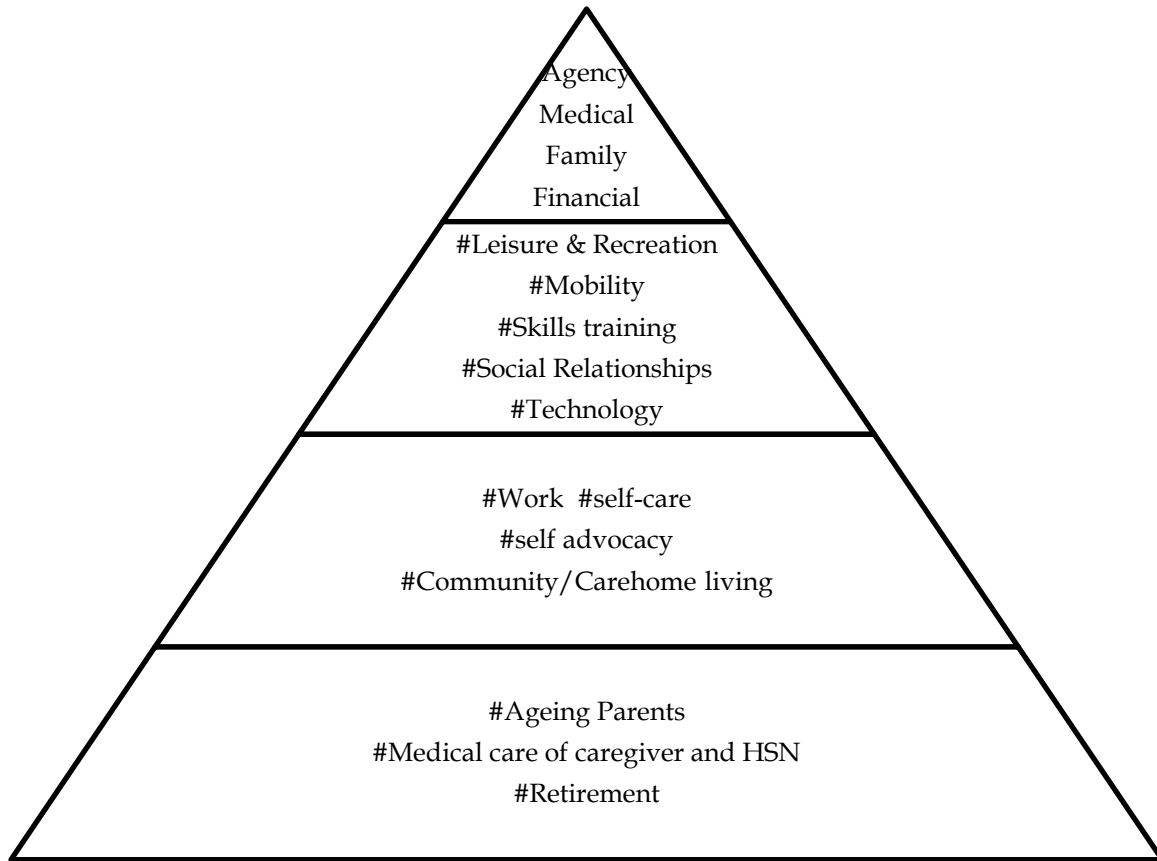 Agency
Medical
Family
Financial
#Leisure & Recreation
#Mobility
#Skills training
#Social Relationships
#Technology
#Work  #self-care
#self advocacy
#Community/Carehome living
#Ageing Parents
#Medical care of caregiver and HSN
#Retirement